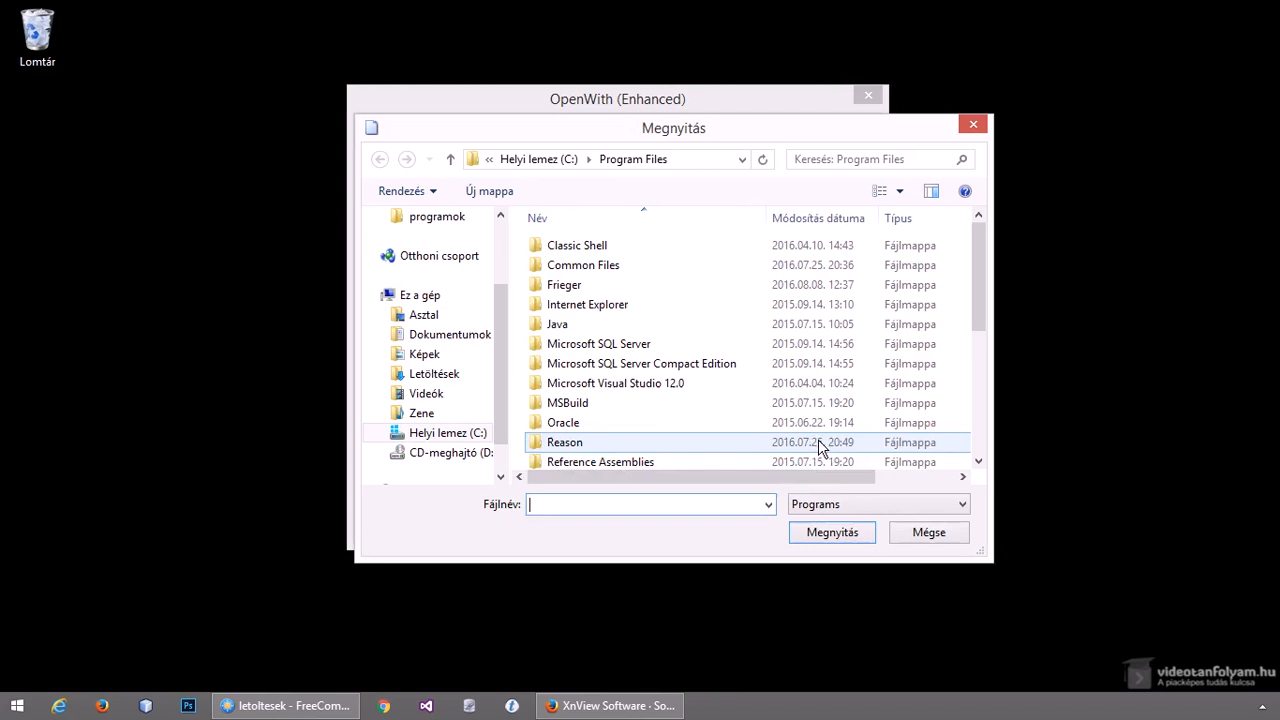 Lomtár
OpenWith (Enhanced)
Megnyitás
« Helyi lemez (C:) Program Files
Keresés: Program Files
Rendezés Új mappa
programok
Otthoni csoport
Ez a gép
Asztal
Dokumentumok
Képek
Letöltések
Videók
Zene
Helyi lemez (C:)
CD-meghajtó (D:
Név Módosítás dátuma Típus
Classic Shell 2016.04.10. 14:43 Fájlmappa
Common Files 2016.07.25. 20:36 Fájlmappa
Frieger 2016.08.08. 12:37 Fájlmappa
Internet Explorer 2015.09.14. 13:10 Fájlmappa
Java 2015.07.15. 10:05 Fájlmappa
Microsoft SQL Server 2015.09.14. 14:56 Fájlmappa
Microsoft SQL Server Compact Edition 2015.09.14. 14:55 Fájlmappa
Microsoft Visual Studio 12.0 2016.04.04. 10:24 Fájlmappa
MSBuild 2015.07.15. 19:20 Fájlmappa
Oracle 2015.06.22. 19:14 Fájlmappa
Reason 20:49 Fájlmappa
Reference Assemblies 2015.07.15. 19:20 Fájlmappa
Fájlnév: Programs
Megnyitás Mégse
videotanfolyam.hu
A piacképes tudás kulcsa
letoltesek - FreeCom...
XnView Software - So...